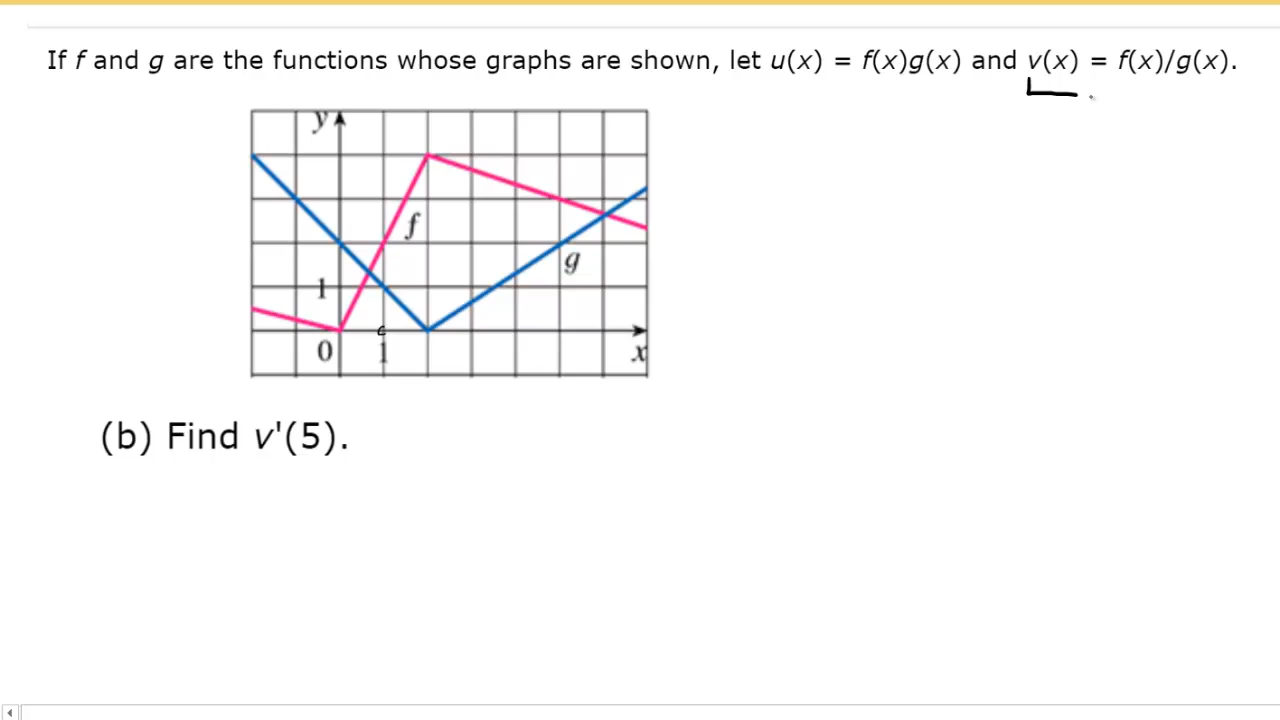 If f and g are the functions whose graphs are shown, let u(x) = f(x)g(x) and v(x) = f(x)/g(x).
y
f
g
1
0
1
x
(b) Find v'(5).